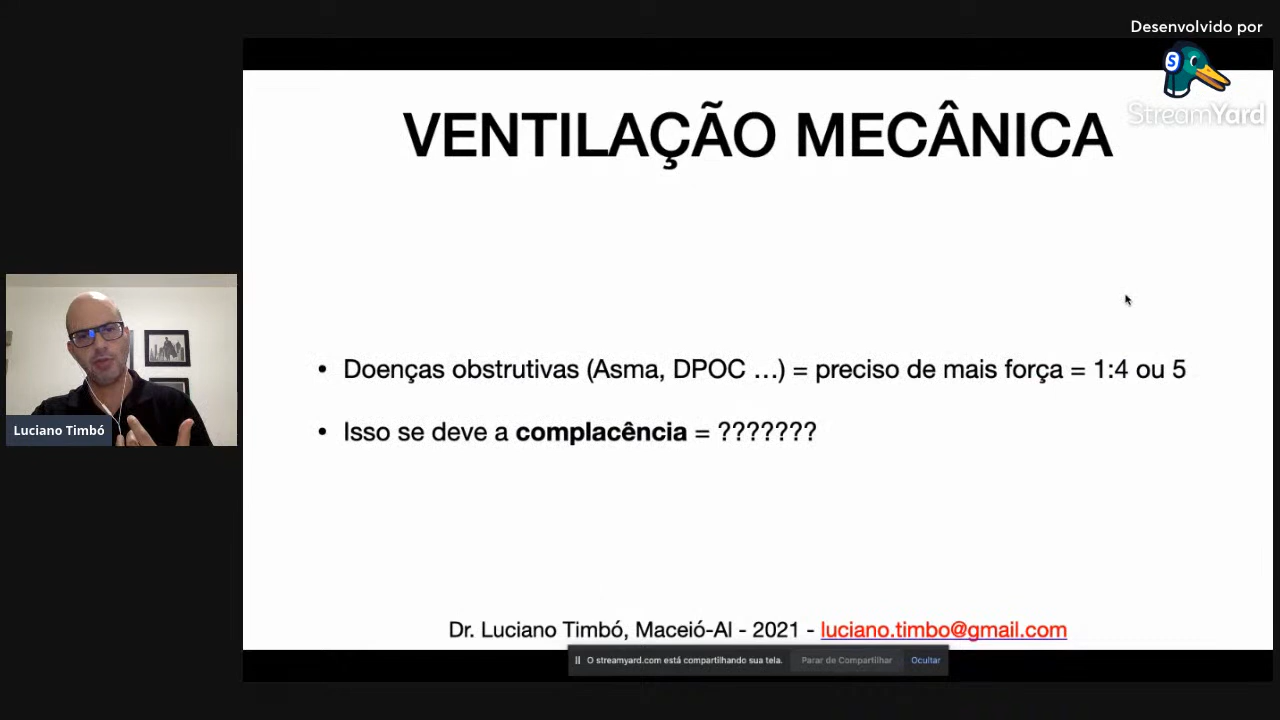 Desenvolvido por
StreamYard
VENTILAÇÃO MECÂNICA
• Doenças obstrutivas (Asma, DPOC ...) = preciso de mais força = 1:4 ou 5
• Isso se deve a complacência = ???????
Luciano Timbó
Dr. Luciano Timbó, Maceió-Al - 2021 - luciano.timbo@gmail.com
O streamyard.com está compartilhando sua tela. Parar de Compartilhar Ocultar